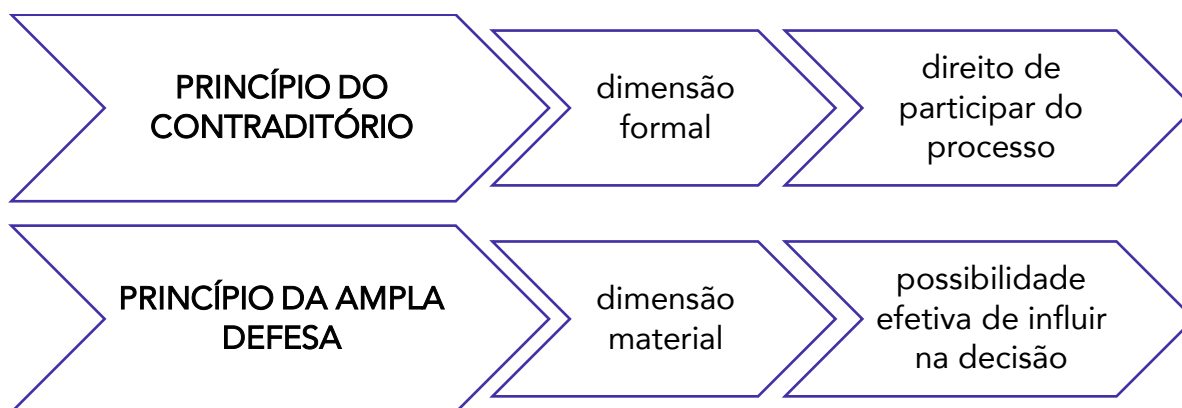 PRINCÍPIO DO
CONTRADITÓRIO
dimensão
formal
direito de
participar do
processo
PRINCÍPIO DA AMPLA
DEFESA
dimensão
material
possibilidade
efetiva de influir
na decisão